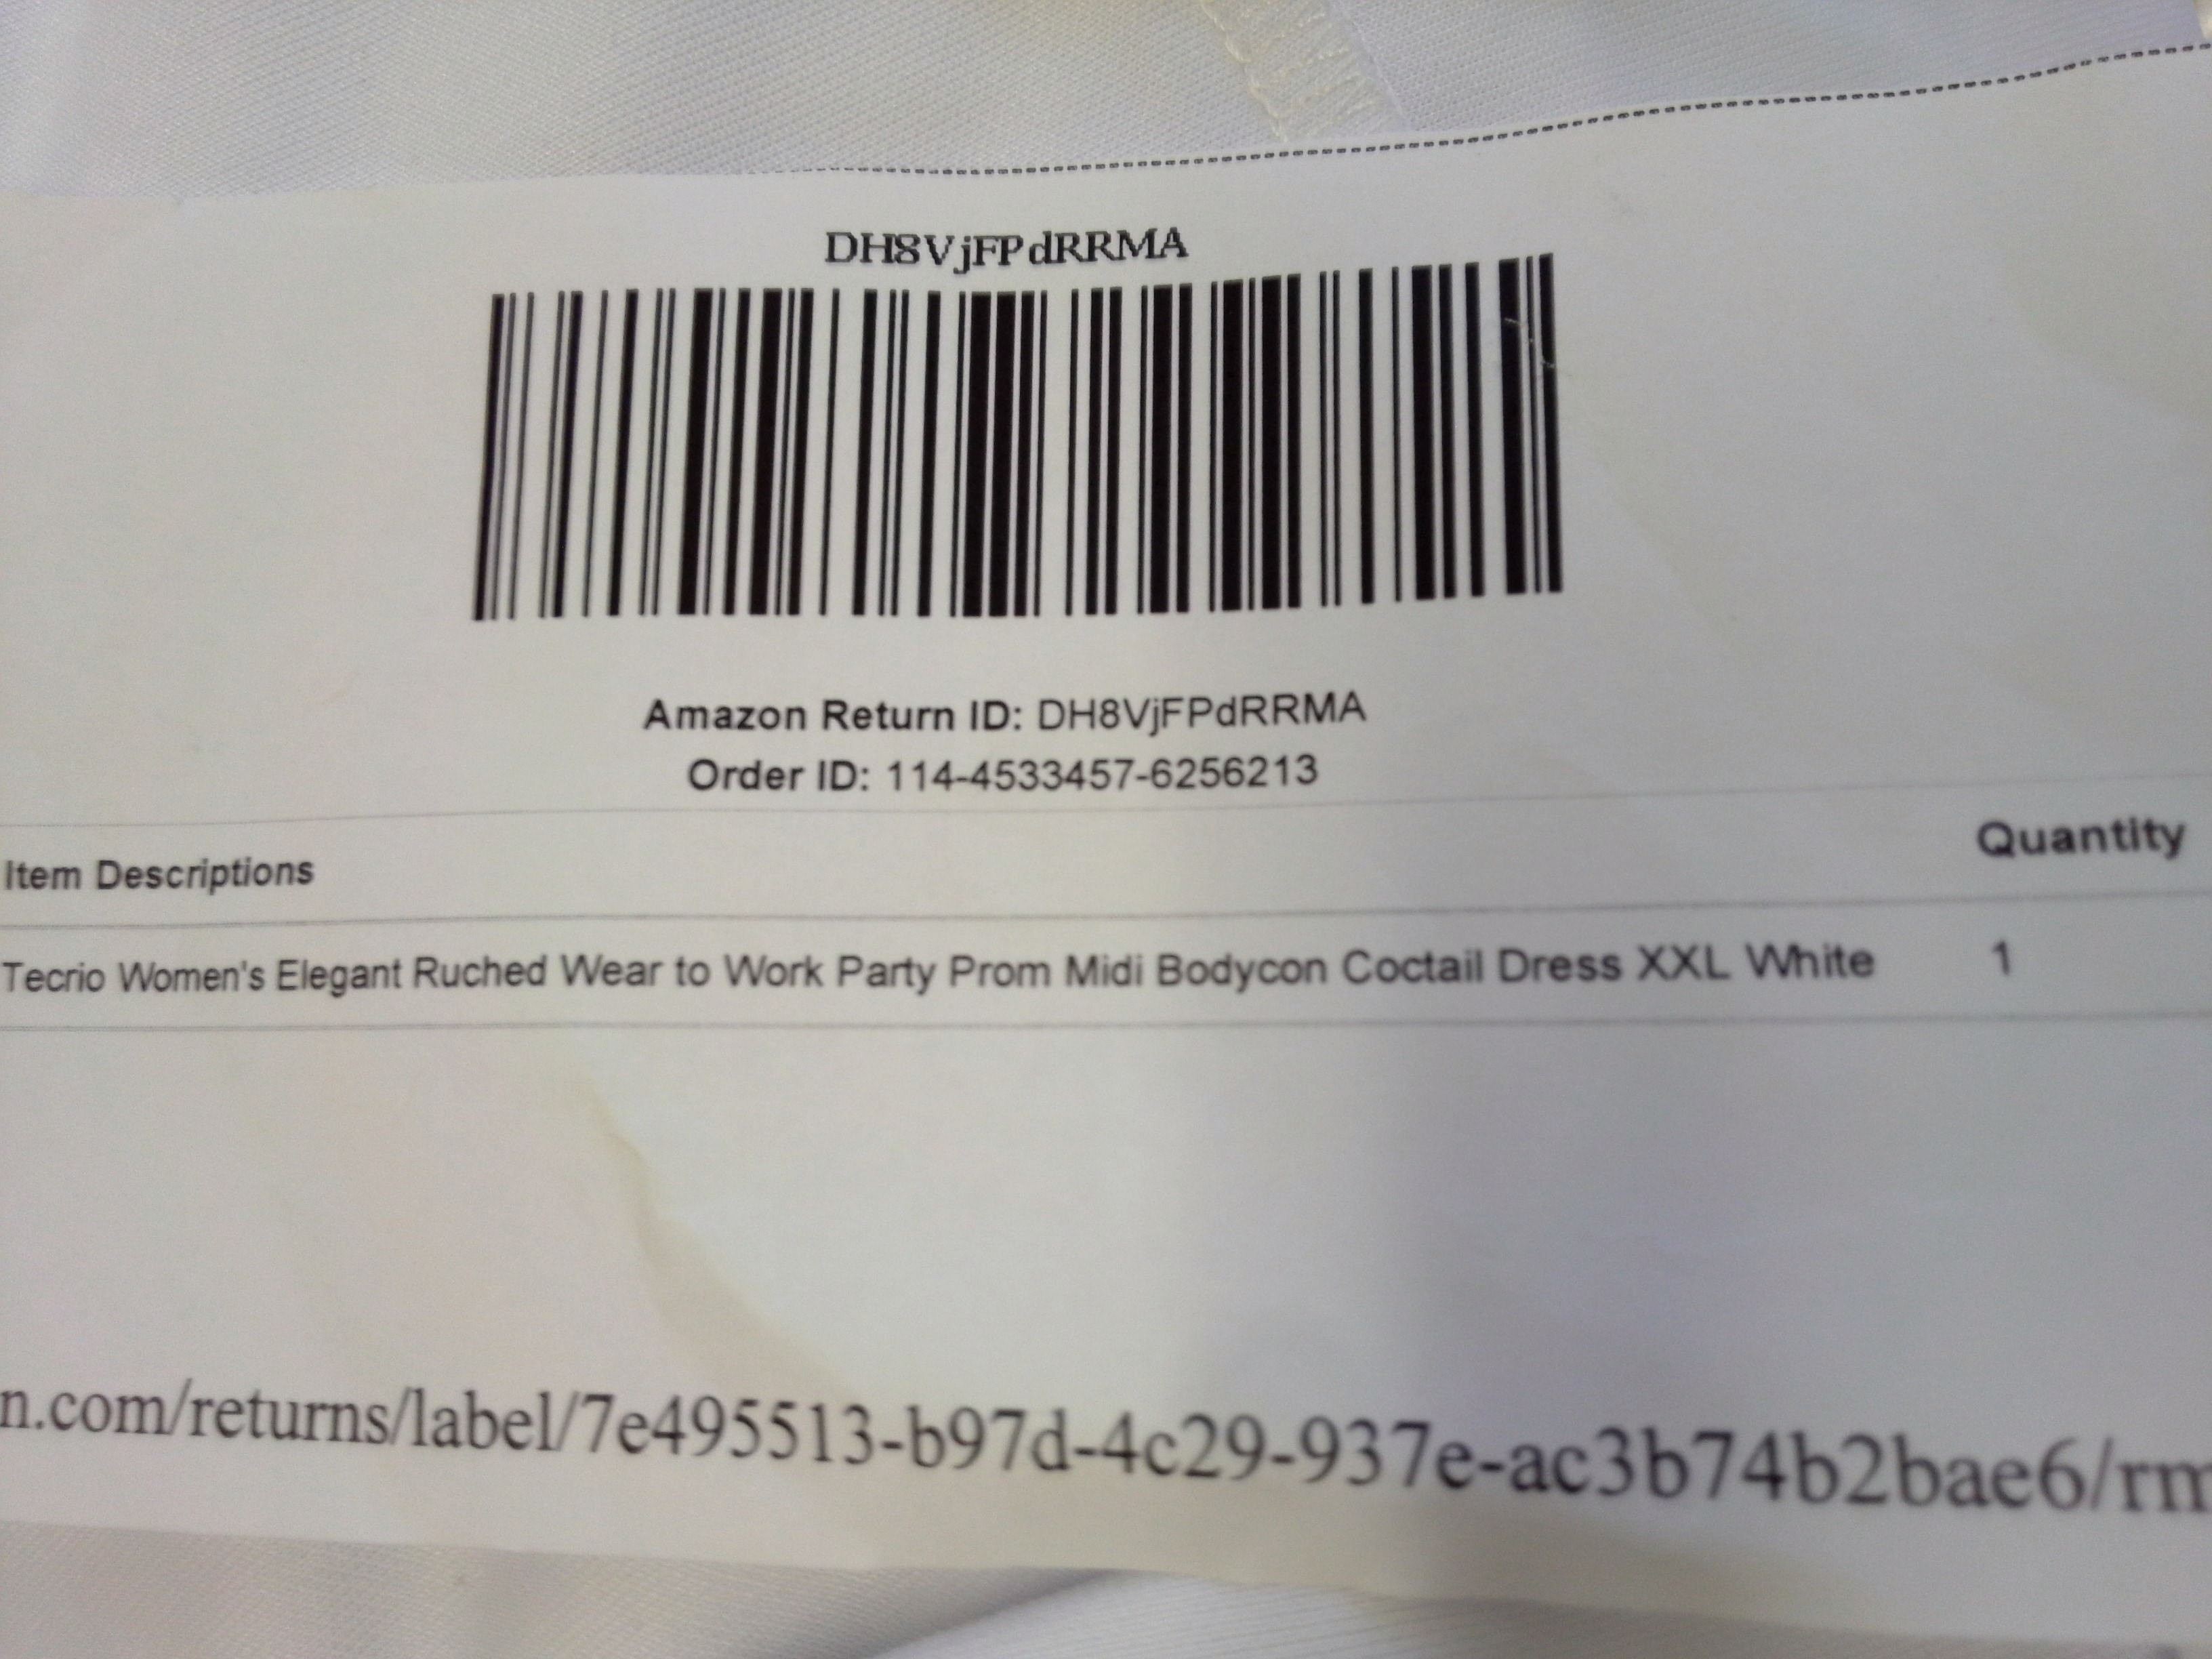 DH8VjFPdRRMA
Amazon Return ID: DH8VjFPdRRMA
Order ID: 114-4533457-6256213
Item Descriptions Quantity
Tecrio Women's Elegant Ruched Wear to Work Party Prom Midi Bodycon Coctail Dress XXL White 1
n.com/returns/label/7e495513-b97d-4c29-937e-ac3b74b2bae6/rm